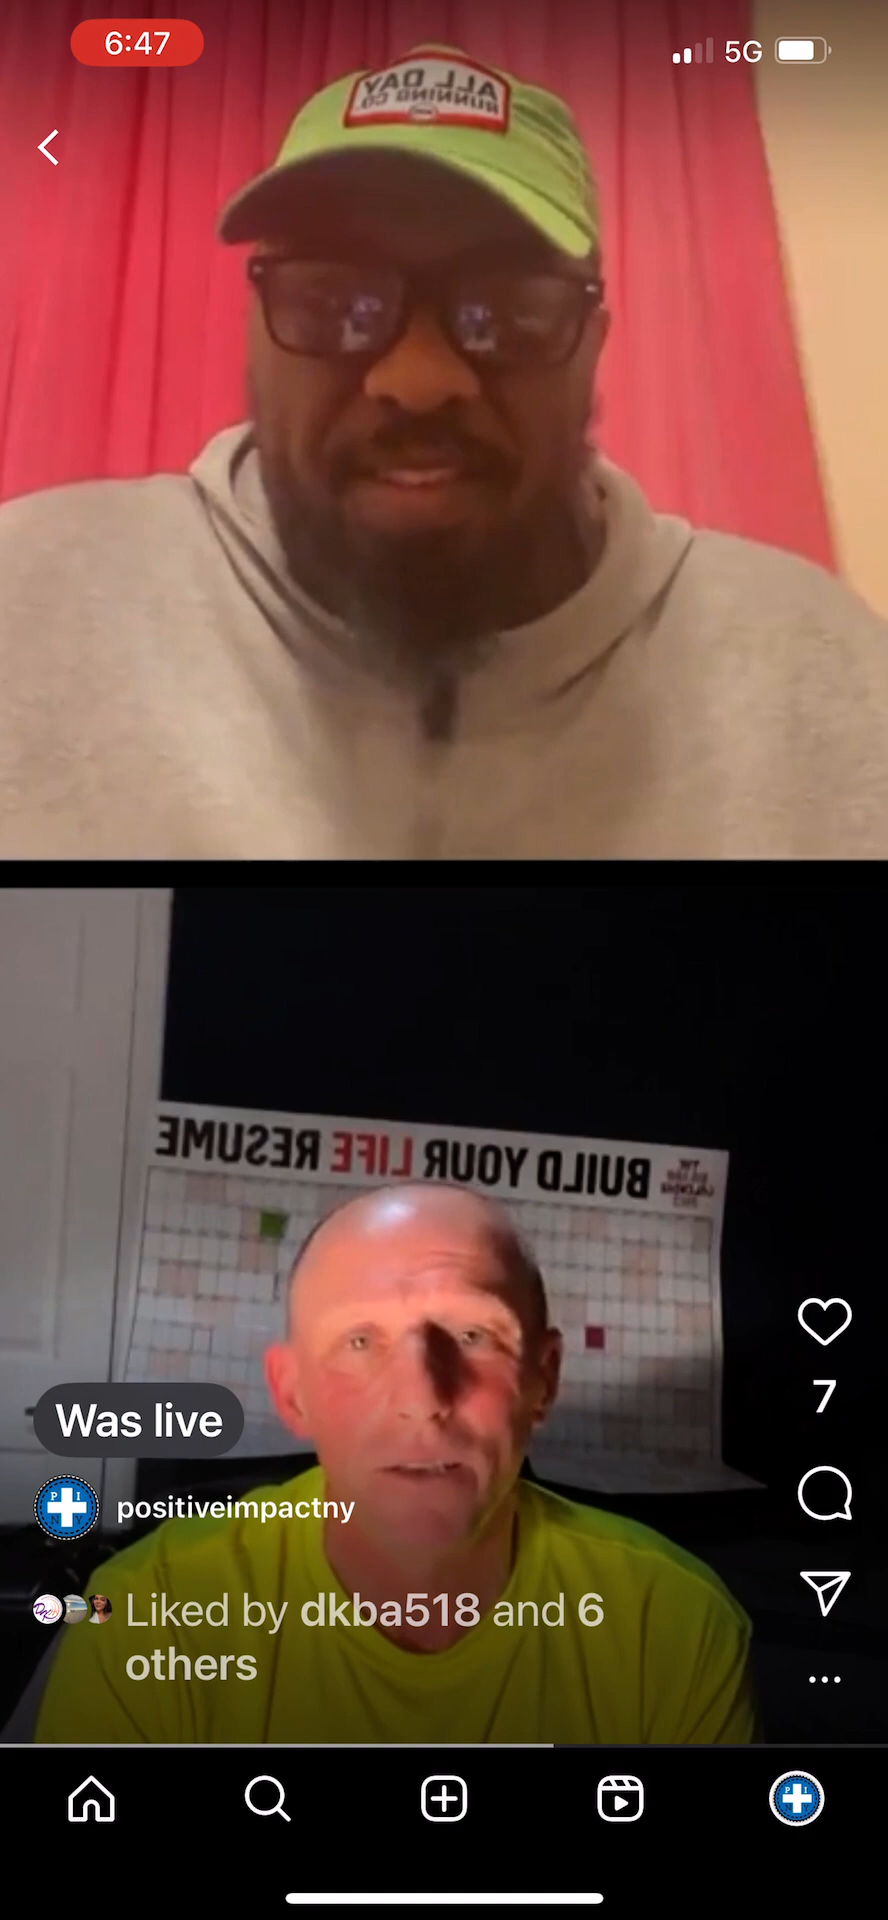 6:47
5G
ALL DAY
RUNNING CO
BUILD YOUR LIFE RESUME
Was live
positiveimpactny
Liked by dkba518 and 6
others
7